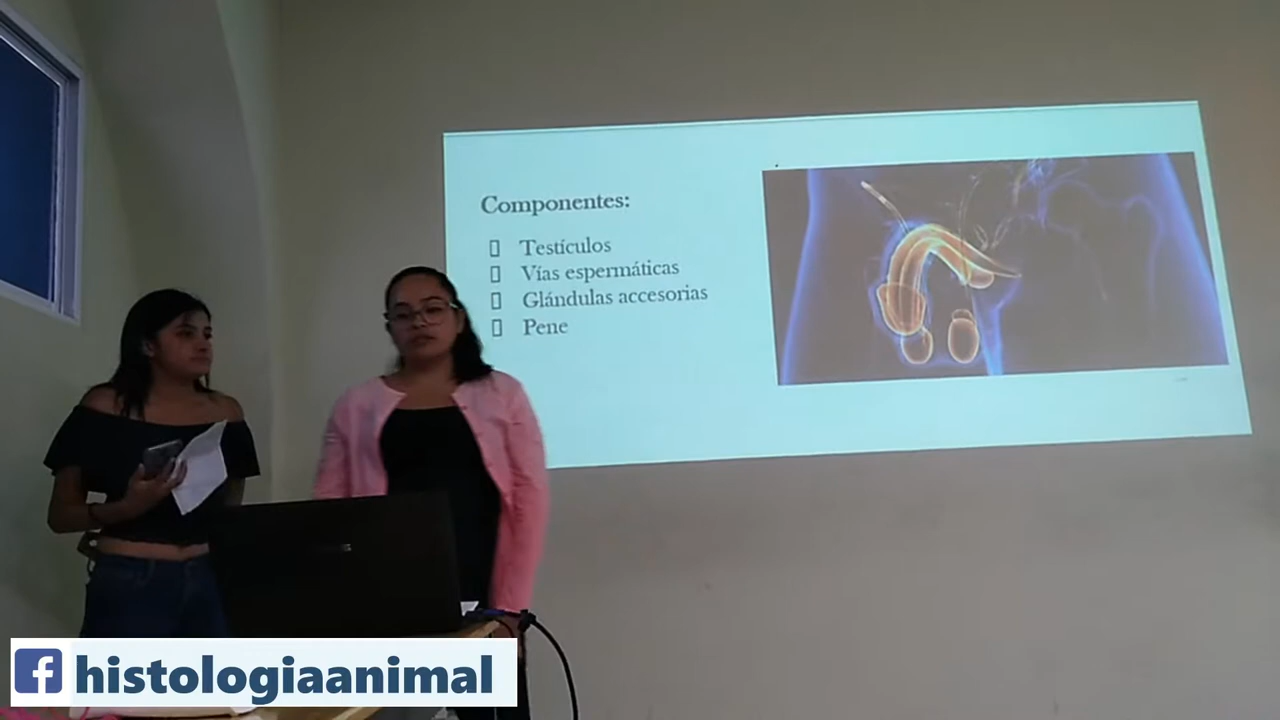 Componentes:
Testículos
Vías espermáticas
Glándulas accesorias
Pene
histologiaanimal